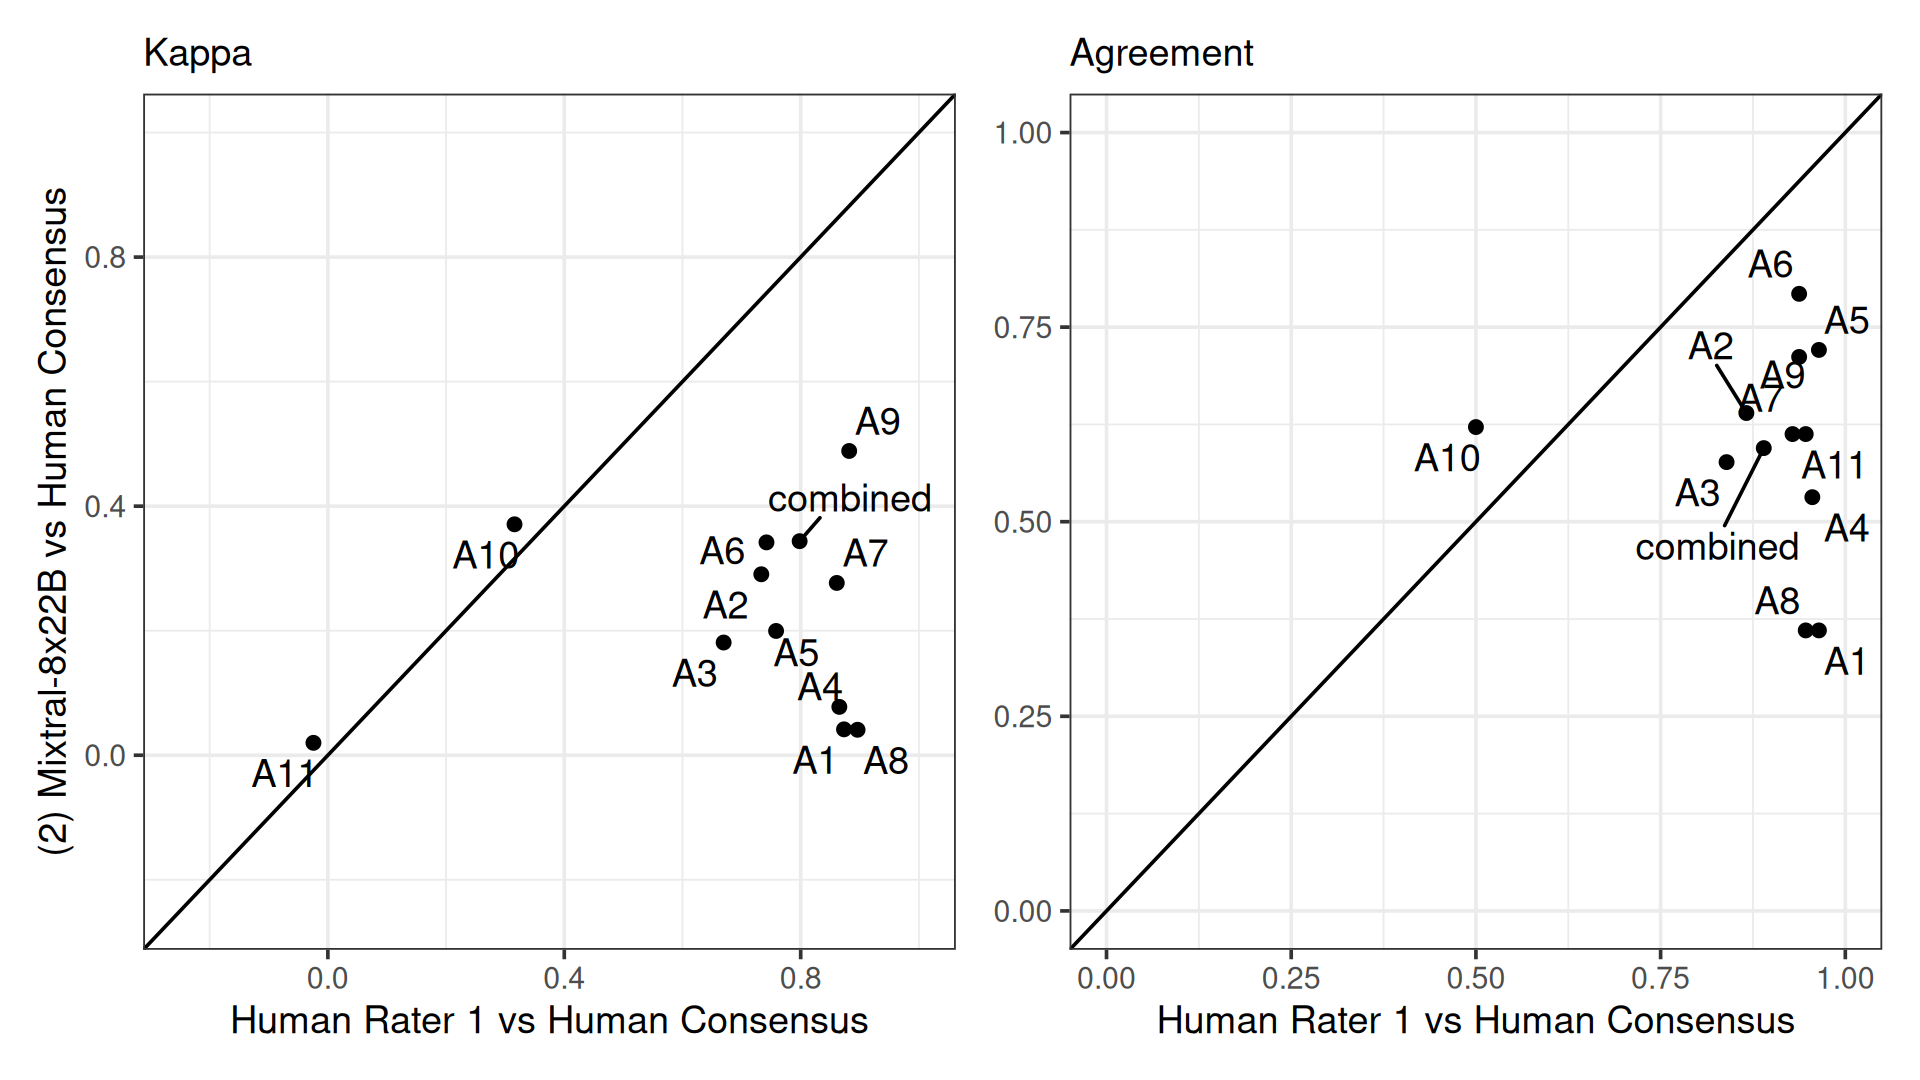 Kappa
(2) Mixtral-8x22B vs Human Consensus
0.8
0.4
0.0
A9
combined
A10
A6
A7
A2
A5
A3
A4
A11
A1
A8
0.0
0.4
0.8
Human Rater 1 vs Human Consensus
Agreement
1.00
0.75
0.50
0.25
0.00
A6
A5
A2
A9
A7
A10
A11
A3
A4
combined
A8
A1
0.00
0.25
0.50
0.75
1.00
Human Rater 1 vs Human Consensus